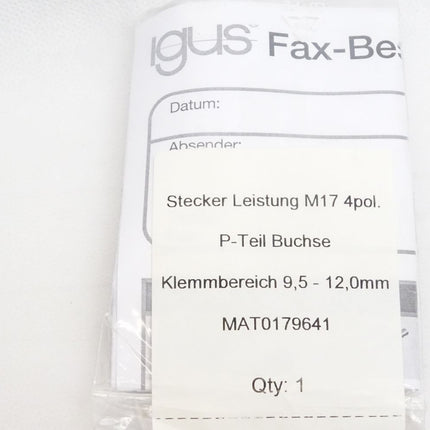 igus Fax-Bes
Datum:
Absender:
Stecker Leistung M17 4pol.
P-Teil Buchse
Klemmbereich 9,5 - 12,0mm
MAT0179641
Qty: 1